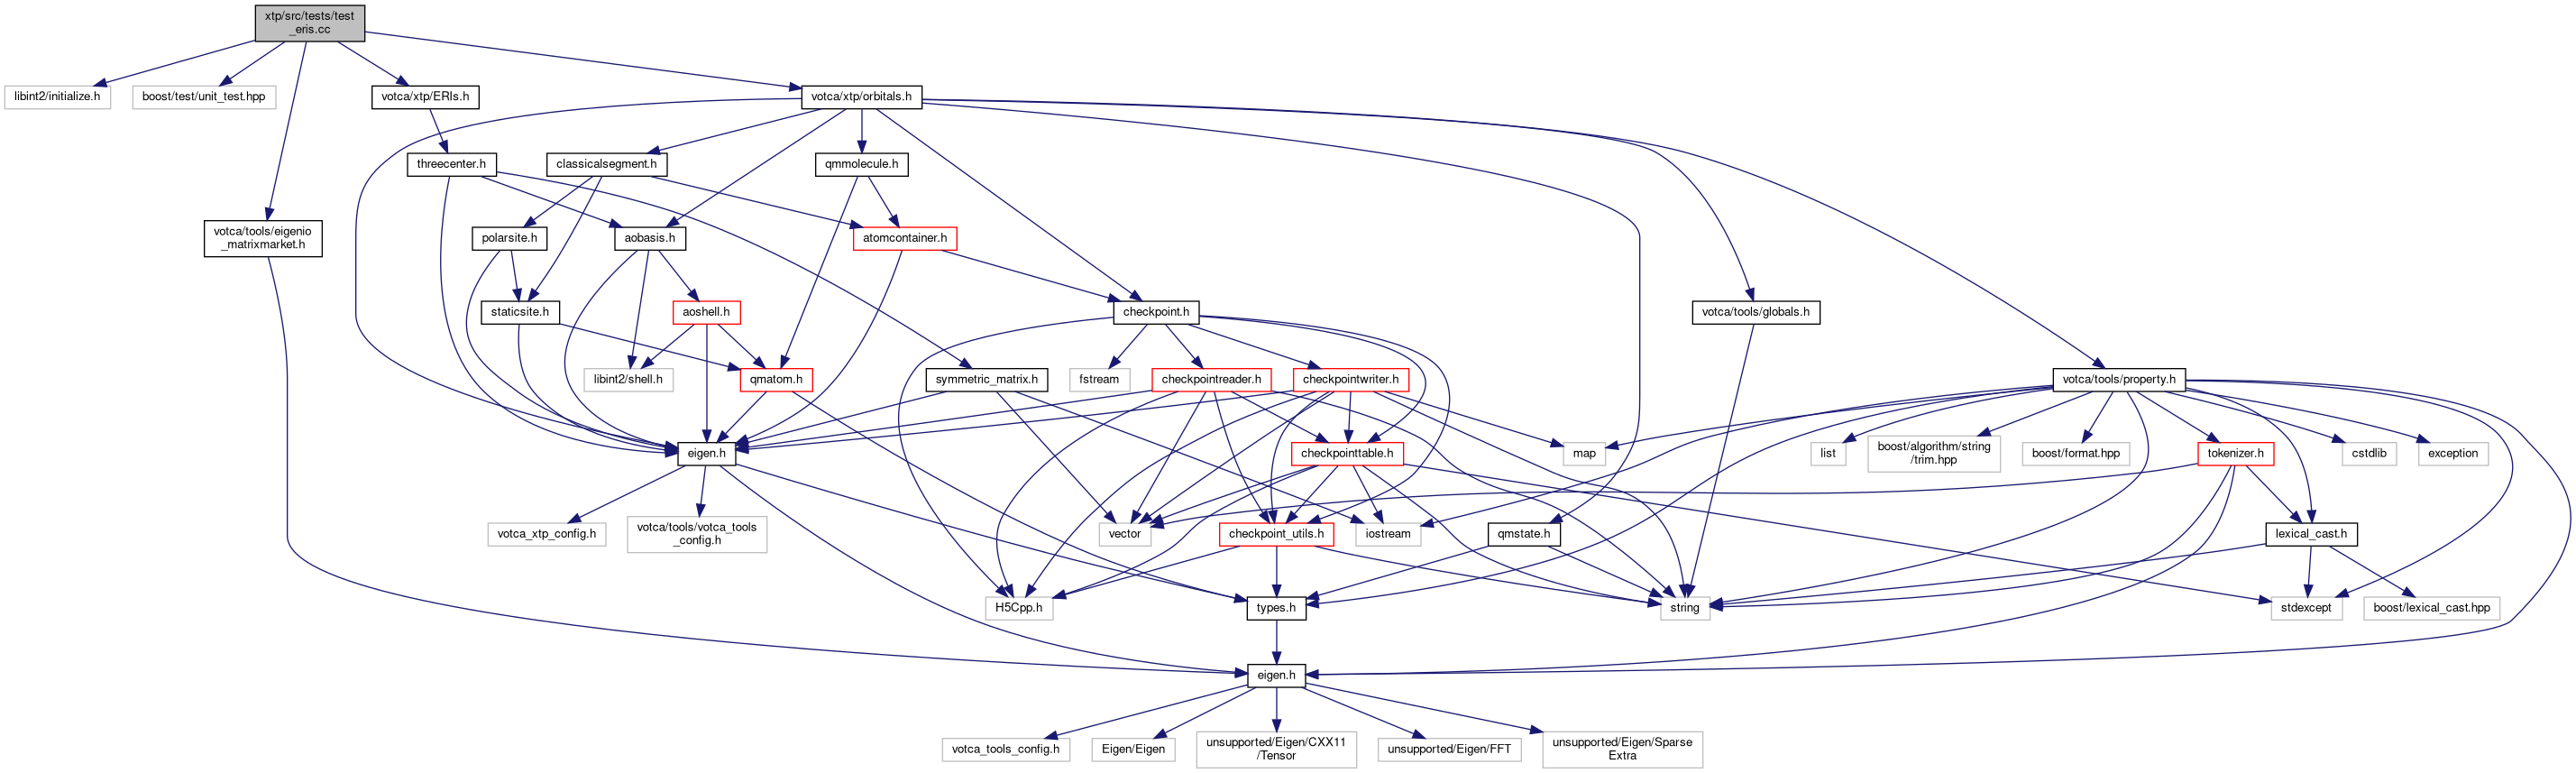 xtp/src/tests/test
_eris.cc
libint2/initialize.h
boost/test/unit_test.hpp
votca/xtp/ERIs.h
votca/xtp/orbitals.h
threecenter.h
classicalsegment.h
qmmolecule.h
votca/tools/eigenio
_matrixmarket.h
polarsite.h
aobasis.h
atomcontainer.h
staticsite.h
aoshell.h
checkpoint.h
votca/tools/globals.h
libint2/shell.h
qmatom.h
symmetric_matrix.h
fstream
checkpointreader.h
checkpointwriter.h
votca/tools/property.h
eigen.h
checkpointtable.h
map
list
boost/algorithm/string
/trim.hpp
boost/format.hpp
tokenizer.h
cstdlib
exception
votca_xtp_config.h
votca/tools/votca_tools
_config.h
vector
checkpoint_utils.h
iostream
qmstate.h
lexical_cast.h
H5Cpp.h
types.h
string
stdexcept
boost/lexical_cast.hpp
eigen.h
votca_tools_config.h
Eigen/Eigen
unsupported/Eigen/CXX11
/Tensor
unsupported/Eigen/FFT
unsupported/Eigen/Sparse
Extra